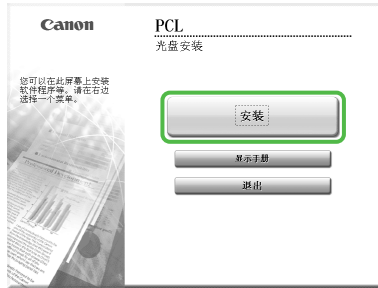 Canon
PCL
光盘安装
您可以在此屏幕上安装
软件程序等。请在右边
选择一个菜单。
安装
显示手册
退出